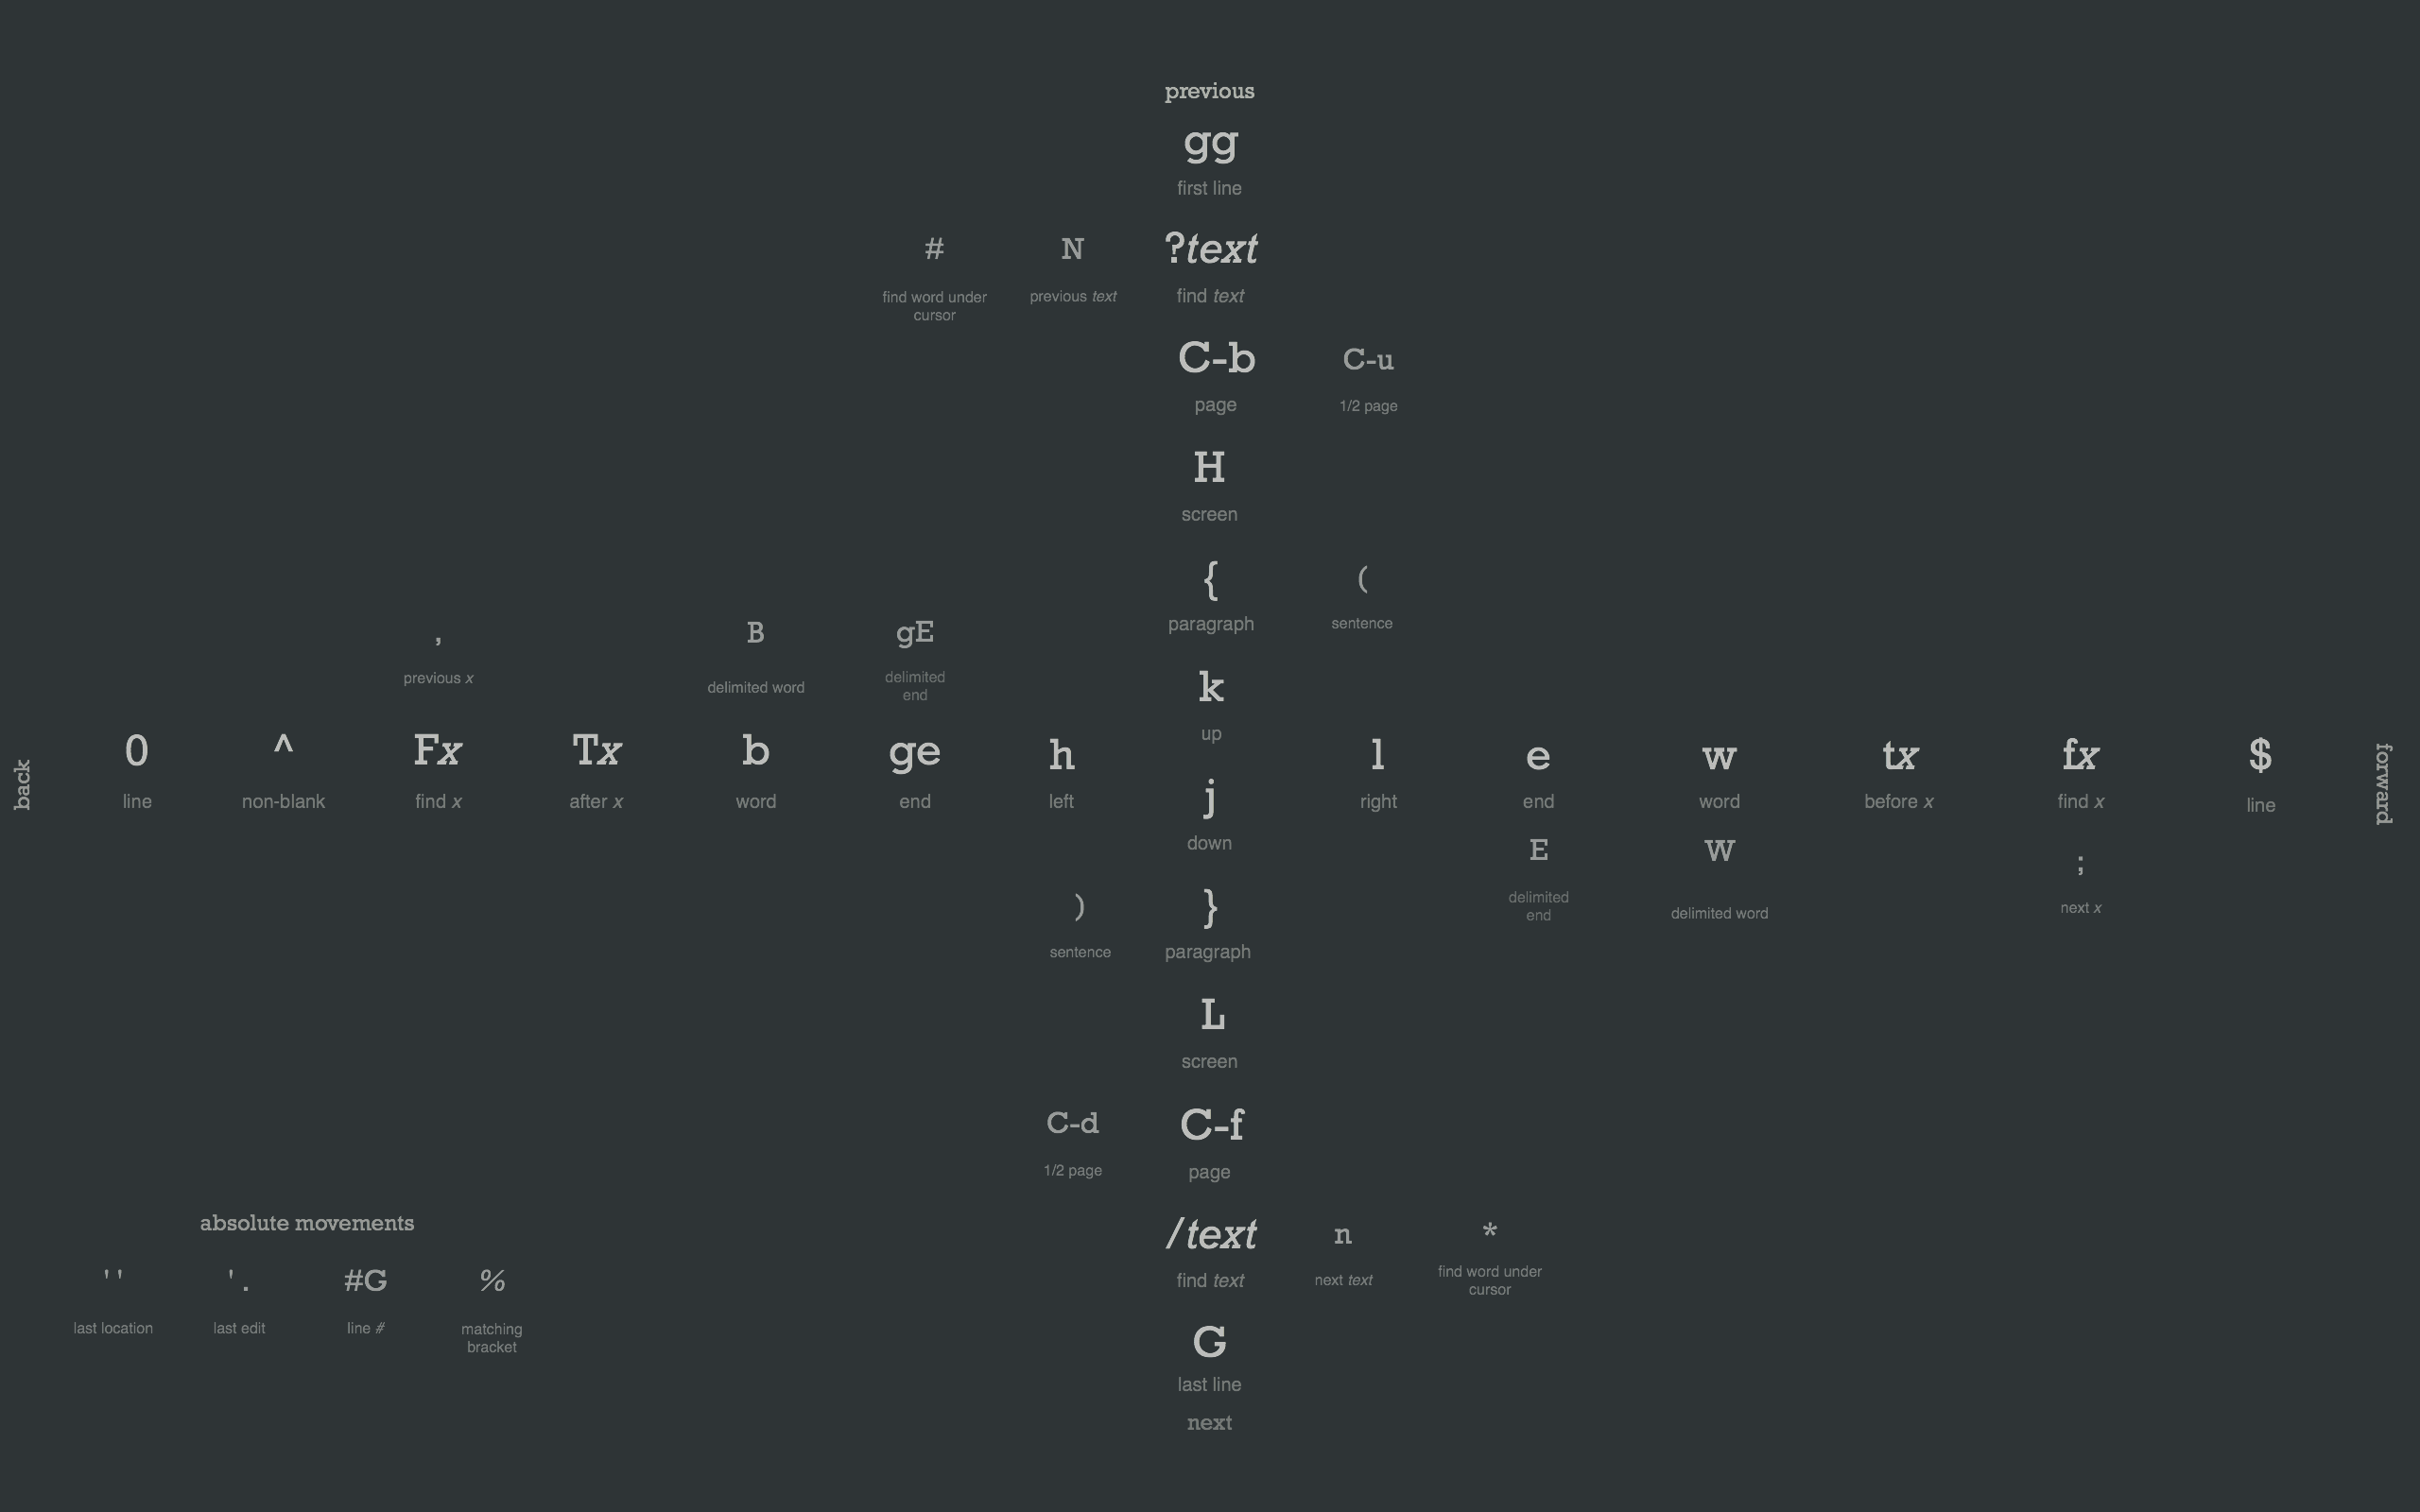 previous
gg
first line
# N ?text
find word under previous text find text
cursor
C-b C-u
page 1/2 page
H
screen
{ (
paragraph sentence
, B gE
previous x delimited word delimited
end
k
up
back 0 ^ Fx Tx b ge h l e w tx fx $ forward
line non-blank find x after x word end left right end word before x find x line
j
down
E W ;
delimited delimited word next x
end
) }
sentence paragraph
L
screen
C-d C-f
1/2 page page
/text n *
find text next text find word under
cursor
G
last line
next
absolute movements
'' '. #G %
last location last edit line # matching
bracket